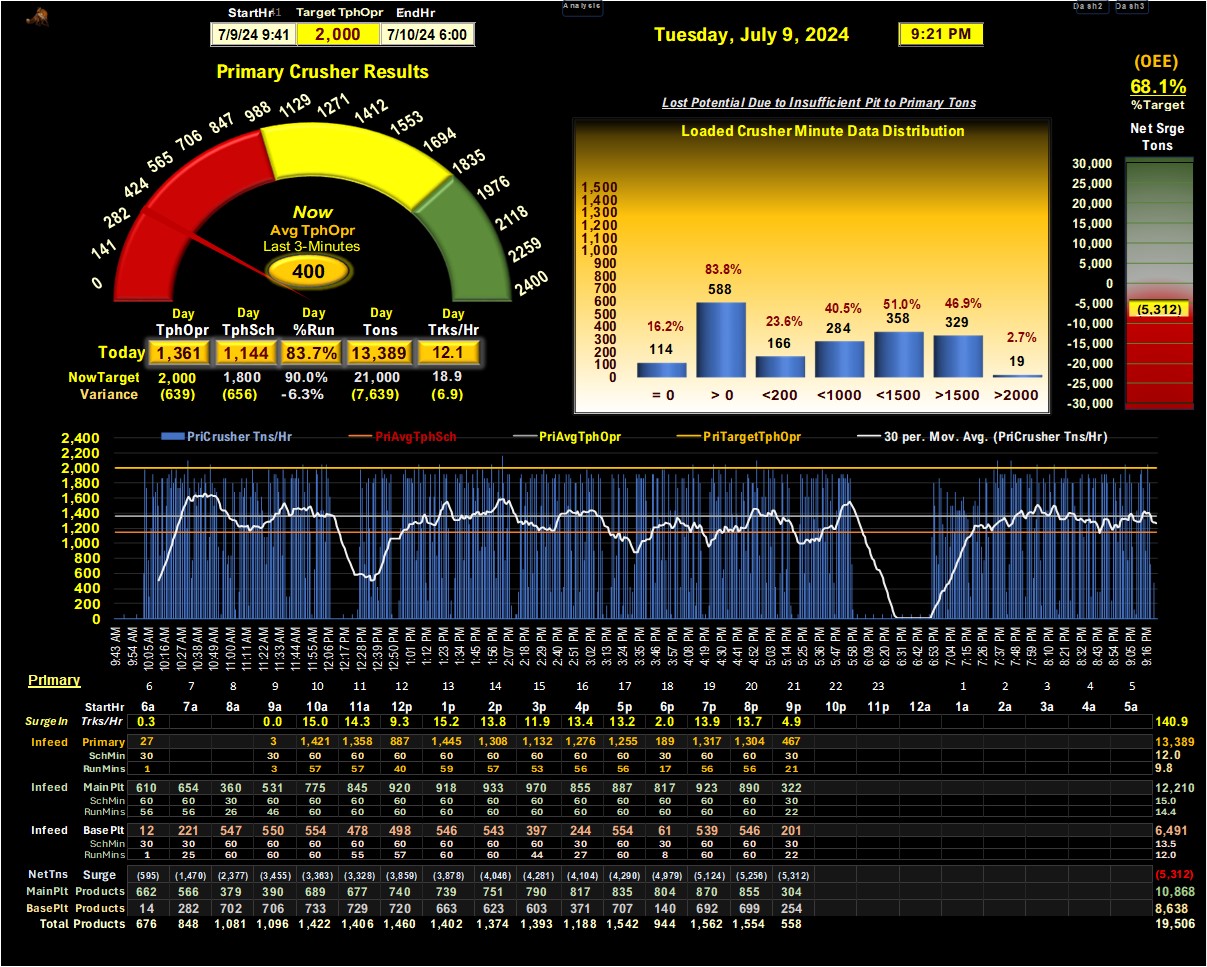 StartHr Target TphOpr EndHr
7/9/24 9:41 2,000 7/10/24 6:00
Analysis
Dash2 Dash3
Tuesday, July 9, 2024 9:21 PM
Primary Crusher Results
0 141 282 424 565 706 847 988 1129 1271 1412 1553 1694 1835 1976 2118 2259 2400
Now
Avg TphOpr
Last 3-Minutes
400
Day Day Day Day Day
TphOpr TphSch %Run Tons Trks/Hr
Today 1,361 1,144 83.7% 13,389 12.1
NowTarget 2,000 1,800 90.0% 21,000 18.9
Variance (639) (656) -6.3% (7,639) (6.9)
Lost Potential Due to Insufficient Pit to Primary Tons
Loaded Crusher Minute Data Distribution
1,500
1,400
1,300
1,200
1,100
1,000
900
800
700
600
500
400
300
200
100
0
16.2% 83.8% 23.6% 40.5% 51.0% 46.9% 2.7%
114 588 166 284 358 329 19
= 0 > 0 <200 <1000 <1500 >1500 >2000
(OEE)
68.1%
%Target
Net Srge
Tons
30,000
25,000
20,000
15,000
10,000
5,000
0
-5,000
-10,000
-15,000
-20,000
-25,000
-30,000
(5,312)
PriCrusher Tns/Hr PriAvgTphSch PriAvgTphOpr PriTargetTphOpr 30 per. Mov. Avg. (PriCrusher Tns/Hr)
2,400
2,200
2,000
1,800
1,600
1,400
1,200
1,000
800
600
400
200
0
9:43 AM 9:54 AM 10:05 AM 10:16 AM 10:27 AM 10:38 AM 10:49 AM 11:00 AM 11:11 AM 11:22 AM 11:33 AM 11:44 AM 11:55 AM 12:06 PM 12:17 PM 12:28 PM 12:39 PM 12:50 PM 1:01 PM 1:12 PM 1:23 PM 1:34 PM 1:45 PM 1:56 PM 2:07 PM 2:18 PM 2:29 PM 2:40 PM 2:51 PM 3:02 PM 3:13 PM 3:24 PM 3:35 PM 3:46 PM 3:57 PM 4:08 PM 4:19 PM 4:30 PM 4:41 PM 4:52 PM 5:03 PM 5:14 PM 5:25 PM 5:36 PM 5:47 PM 5:58 PM 6:09 PM 6:20 PM 6:31 PM 6:42 PM 6:53 PM 7:04 PM 7:15 PM 7:26 PM 7:37 PM 7:48 PM 7:59 PM 8:10 PM 8:21 PM 8:32 PM 8:43 PM 8:54 PM 9:05 PM 9:16 PM
Primary
6 7 8 9 10 11 12 13 14 15 16 17 18 19 20 21 22 23 1 2 3 4 5
StartHr 6a 7a 8a 9a 10a 11a 12p 1p 2p 3p 4p 5p 6p 7p 8p 9p 10p 11p 12a 1a 2a 3a 4a 5a
SurgeIn Trks/Hr 0.3 0.0 15.0 14.3 9.3 15.2 13.8 11.9 13.4 13.2 2.0 13.9 13.7 4.9 140.9
Infeed Primary 27 3 1,421 1,358 887 1,445 1,308 1,132 1,276 1,255 189 1,317 1,304 467 13,389
SchMin 30 30 60 60 60 60 60 60 60 60 30 60 60 30 12.0
RunMins 1 3 57 57 40 59 57 53 56 56 17 56 56 21 9.8
Infeed MainPlt 610 654 360 531 775 845 920 918 933 970 855 887 817 923 890 322 12,210
SchMin 60 60 30 60 60 60 60 60 60 60 60 60 60 60 60 30 15.0
RunMins 56 56 26 46 60 60 60 60 60 60 60 60 60 60 60 22 14.4
Infeed BasePlt 12 221 547 550 554 478 498 546 543 397 244 554 61 539 546 201 6,491
SchMin 30 30 60 60 60 60 60 60 60 60 30 60 30 60 60 30 13.5
RunMins 1 25 60 60 60 55 57 60 60 44 27 60 8 60 60 22 12.0
NetTns Surge (595) (1,470) (2,377) (3,455) (3,363) (3,328) (3,859) (3,878) (4,046) (4,281) (4,104) (4,290) (4,979) (5,124) (5,256) (5,312) (5,312)
MainPlt Products 662 566 379 390 689 677 740 739 751 790 817 835 804 870 855 304 10,868
BasePlt Products 14 282 702 706 733 729 720 663 623 603 371 707 140 692 699 254 8,638
Total Products 676 848 1,081 1,096 1,422 1,406 1,460 1,402 1,374 1,393 1,188 1,542 944 1,562 1,554 558 19,506